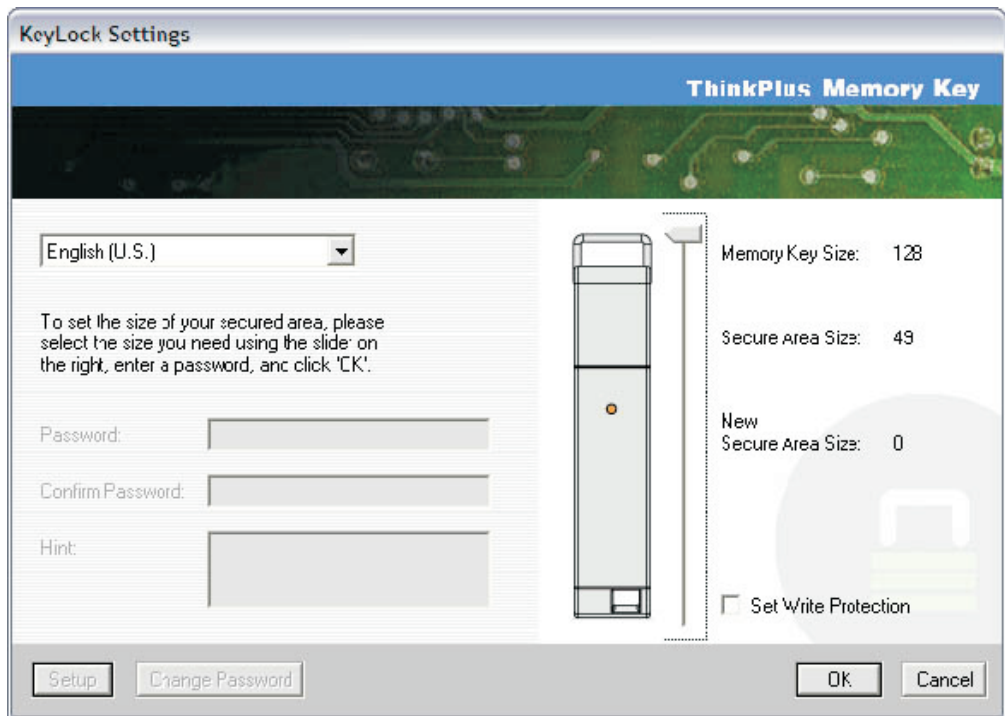 KeyLock Settings
ThinkPlus Memory Key
English (U.S.)
To set the size of your secured area, please
select the size you need using the slider on
the right, enter a password, and click 'OK'.
Password:
Confirm Password:
Hint:
Memory Key Size: 128
Secure Area Size: 49
New
Secure Area Size: 0
Set Write Protection
Setup
Change Password
OK
Cancel